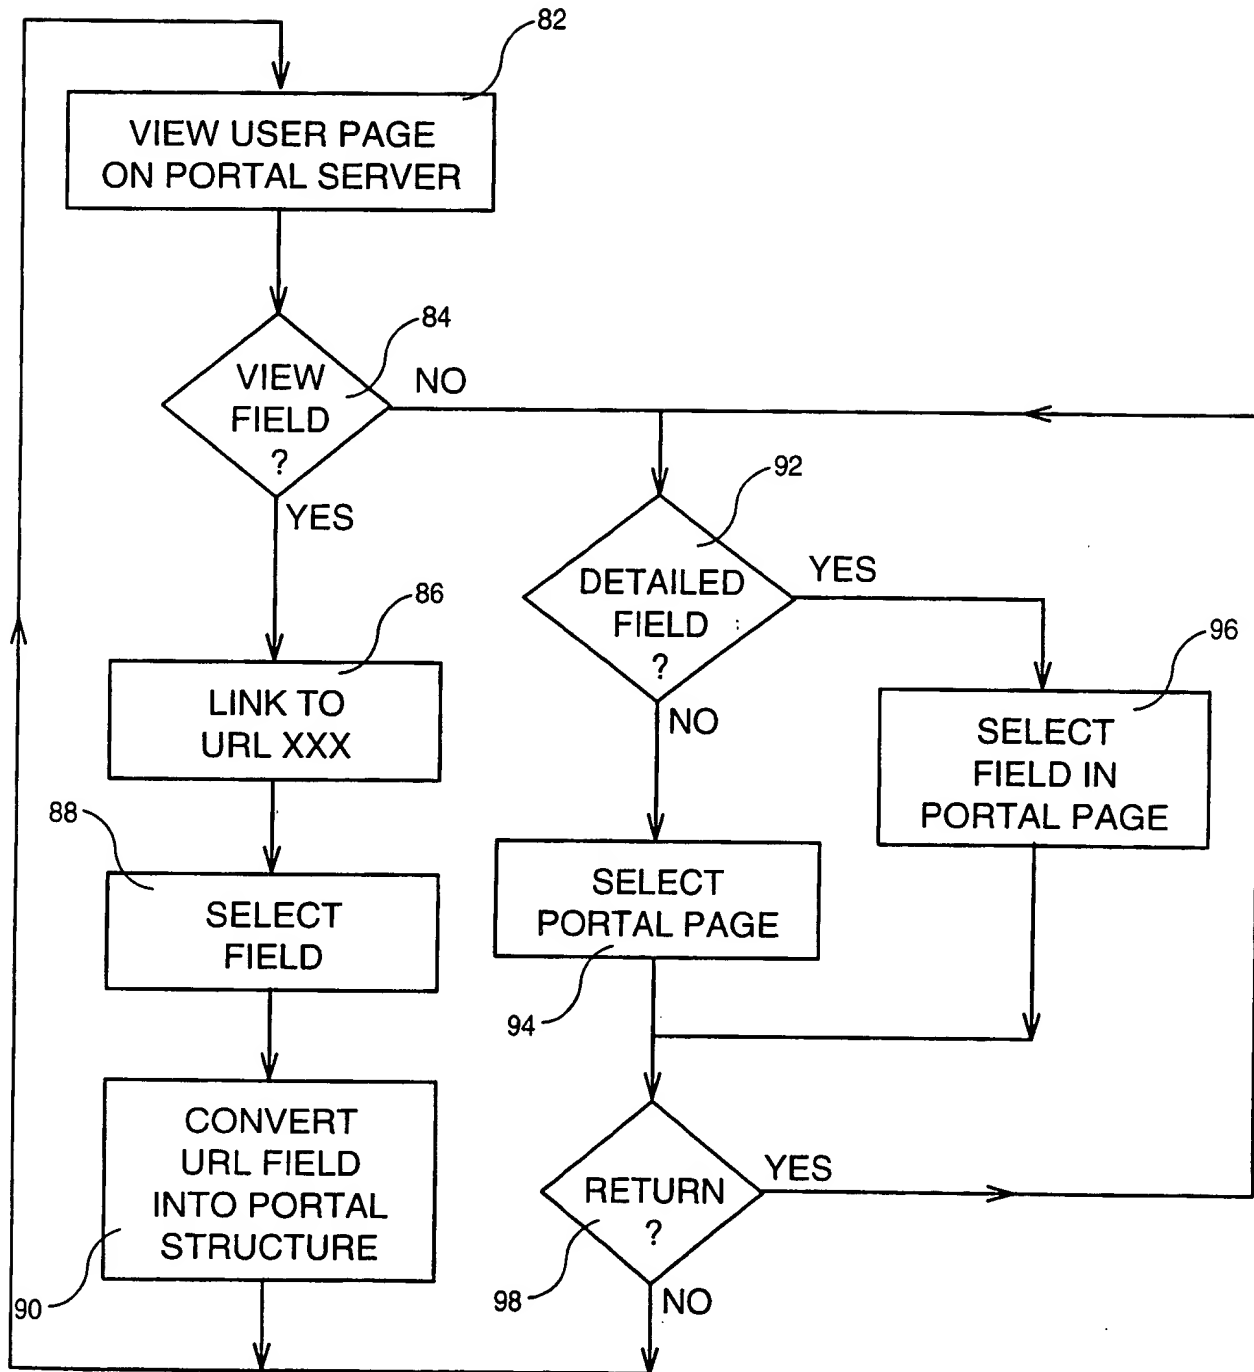 82
VIEW USER PAGE
ON PORTAL SERVER
84
VIEW
FIELD
?
NO
YES
92
DETAILED
FIELD
?
YES
NO
86
LINK TO
URL XXX
96
SELECT
FIELD IN
PORTAL PAGE
88
SELECT
FIELD
SELECT
PORTAL PAGE
94
CONVERT
URL FIELD
INTO PORTAL
STRUCTURE
90
RETURN
?
YES
98
NO